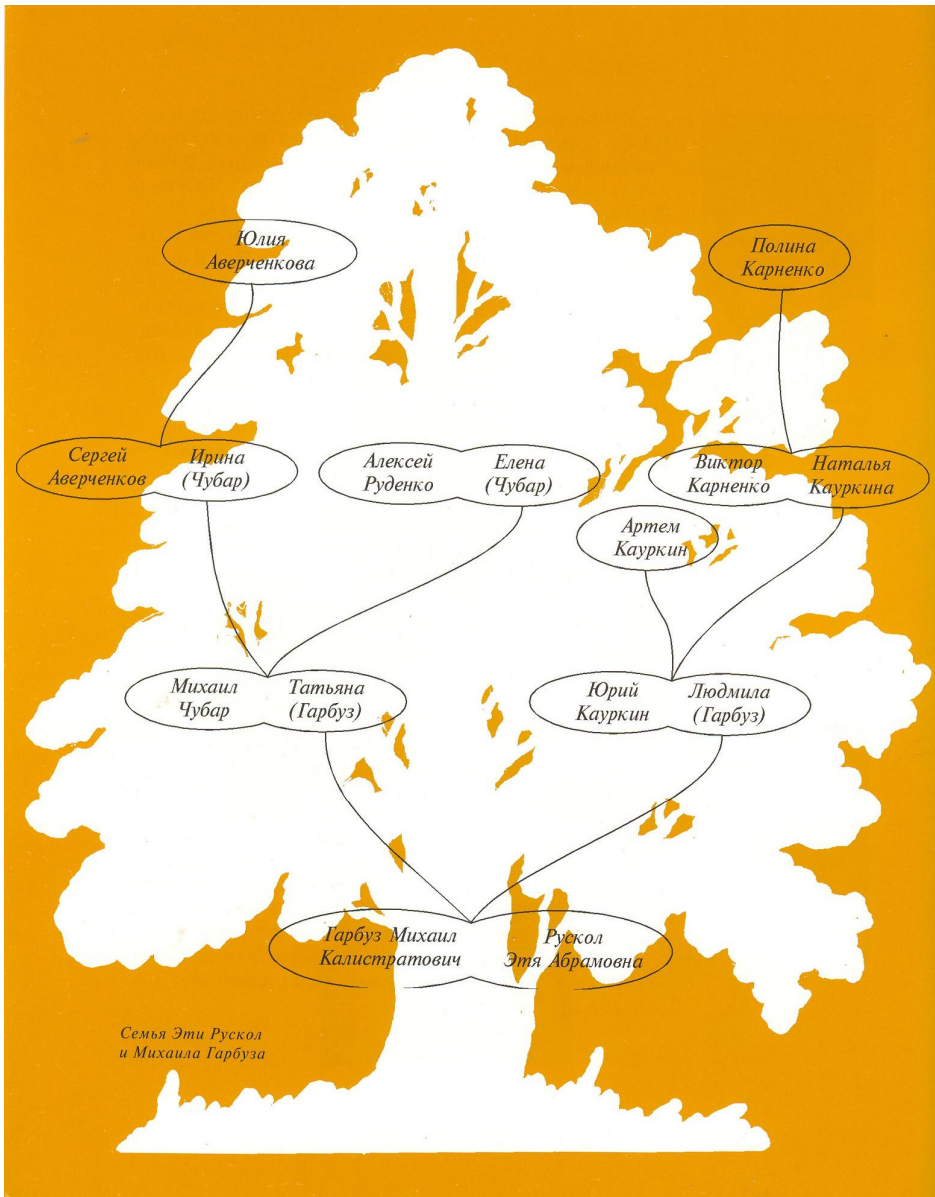 Юлия
Аверченкова
Полина
Карненко
Сергей
Аверченков
Ирина
(Чубар)
Алексей
Руденко
Елена
(Чубар)
Виктор
Карненко
Наталья
Кауркина
Артем
Кауркин
Михаил
Чубар
Татьяна
(Гарбуз)
Юрий
Кауркин
Людмила
(Гарбуз)
Гарбуз Михаил
Калистратович
Рускол
Этя Абрамовна
Семья Эти Рускол
и Михаила Гарбуза